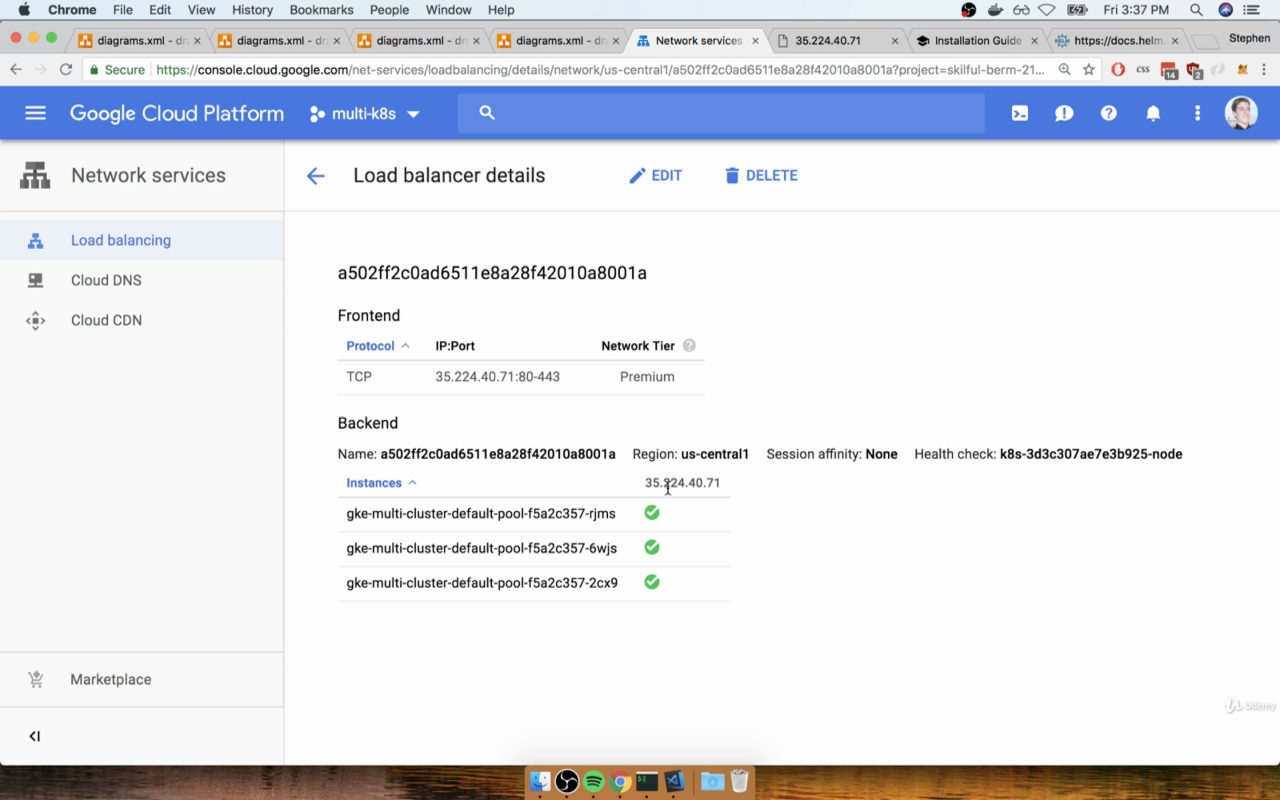 Chrome File Edit View History Bookmarks People Window Help Fri 3:37 PM
diagrams.xml - dr diagrams.xml - dr diagrams.xml - dr diagrams.xml - dr Network services 35.224.40.71 Installation Guide https://docs.helm. Stephen
Secure https://console.cloud.google.com/net-services/loadbalancing/details/network/us-central1/a502ff2c0ad6511e8a28f42010a8001a?project=skilful-berm-21... css 14 2
Google Cloud Platform multi-k8s
Network services Load balancer details EDIT DELETE
Load balancing
Cloud DNS
Cloud CDN
a502ff2c0ad6511e8a28f42010a8001a
Frontend
Protocol IP:Port Network Tier
TCP 35.224.40.71:80-443 Premium
Backend
Name: a502ff2c0ad6511e8a28f42010a8001a Region: us-central1 Session affinity: None Health check: k8s-3d3c307ae7e3b925-node
Instances 35.224.40.71
gke-multi-cluster-default-pool-f5a2c357-rjms
gke-multi-cluster-default-pool-f5a2c357-6wjs
gke-multi-cluster-default-pool-f5a2c357-2cx9
Marketplace
Udemy